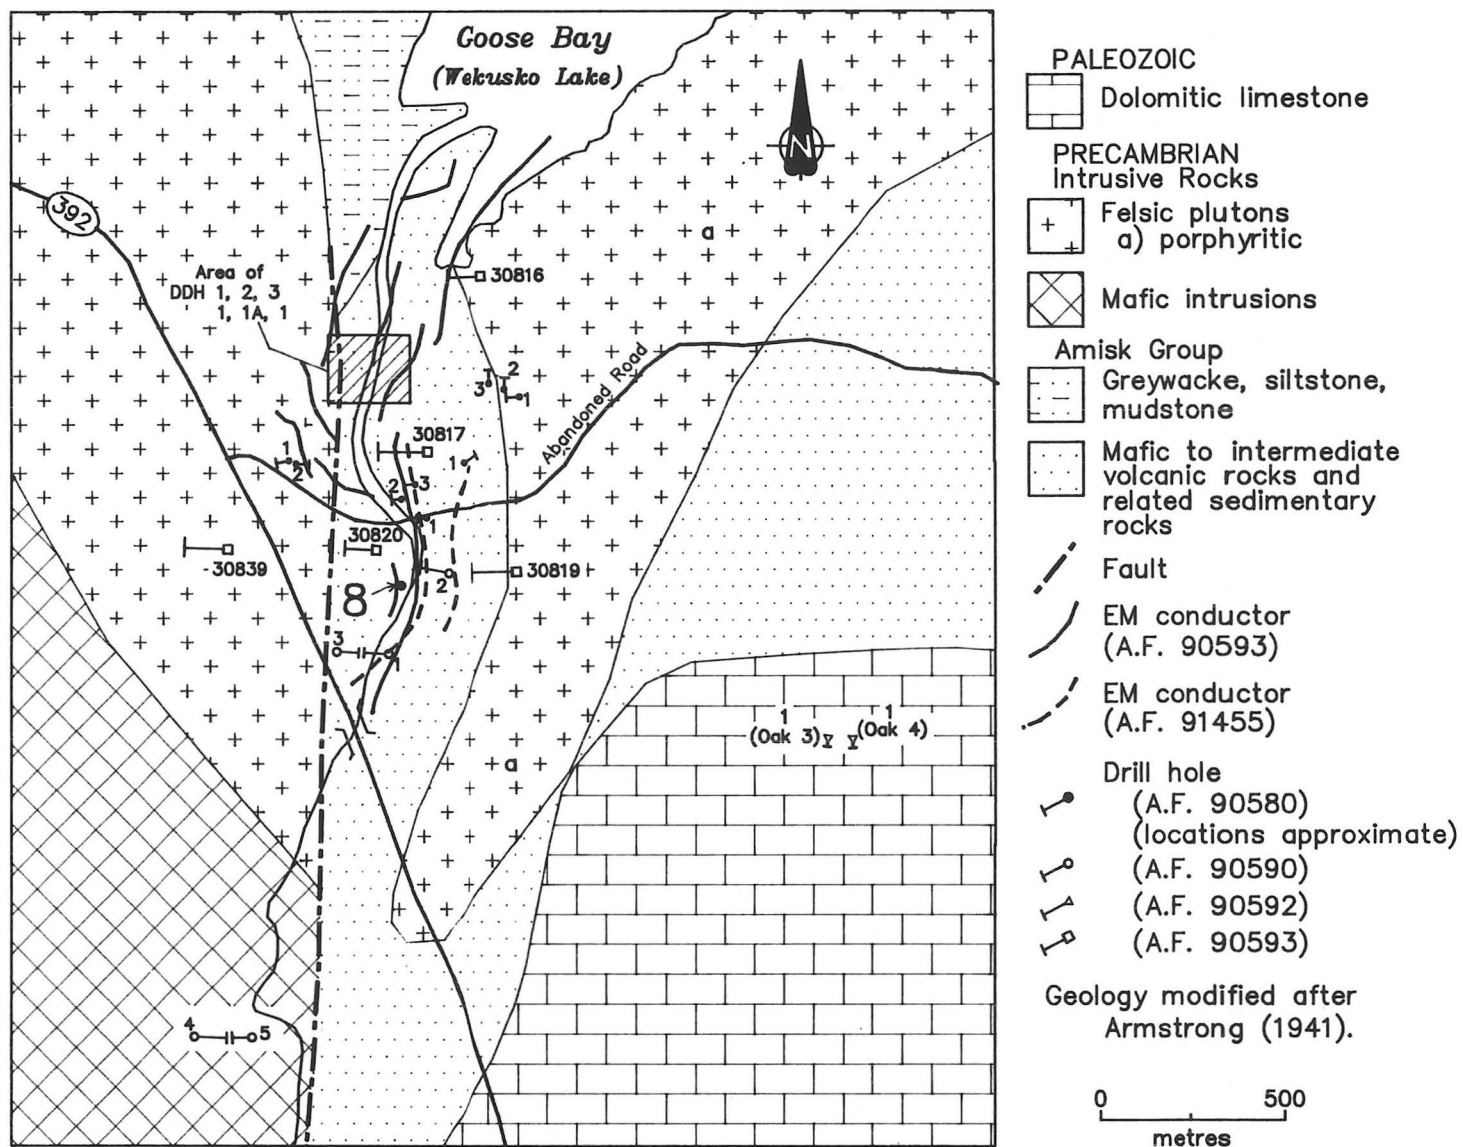 Goose Bay
(Wekusko Lake)
N
392
a
Area of
DDH 1, 2, 3
1, 1A, 1
30816
2
3
1
Abandoned Road
30817
1
2
1
3
2
1
30820
30839
30819
2
8
3
1
1
(Oak 3)
1
(Oak 4)
a
4
5
PALEOZOIC
Dolomitic limestone
PRECAMBRIAN
Intrusive Rocks
Felsic plutons
a) porphyritic
Mafic intrusions
Amisk Group
Greywacke, siltstone,
mudstone
Mafic to intermediate
volcanic rocks and
related sedimentary
rocks
Fault
EM conductor
(A.F. 90593)
EM conductor
(A.F. 91455)
Drill hole
(A.F. 90580)
(locations approximate)
(A.F. 90590)
(A.F. 90592)
(A.F. 90593)
Geology modified after
Armstrong (1941).
0 500
metres